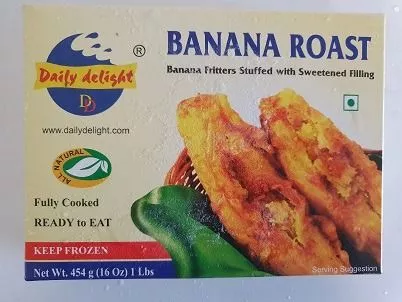 Daily delight
®
DD
www.dailydelight.com
ALL NATURAL
BANANA ROAST
Banana Fritters Stuffed with Sweetened Filling
Fully Cooked
READY to EAT
KEEP FROZEN
Net Wt. 454 g (16 Oz) 1 Lbs
Serving Suggestion